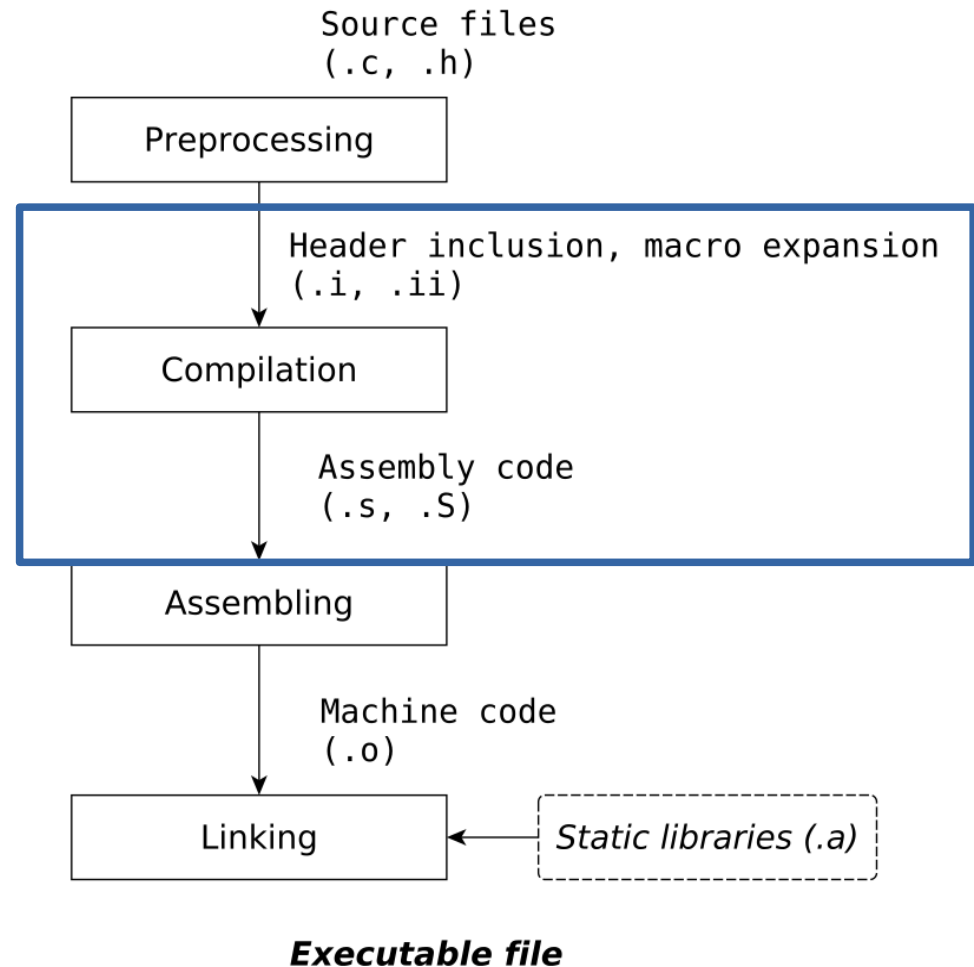 Source files
(.c, .h)
Preprocessing
Header inclusion, macro expansion
(.i, .ii)
Compilation
Assembly code
(.s, .S)
Assembling
Machine code
(.o)
Linking
Static libraries (.a)
Executable file